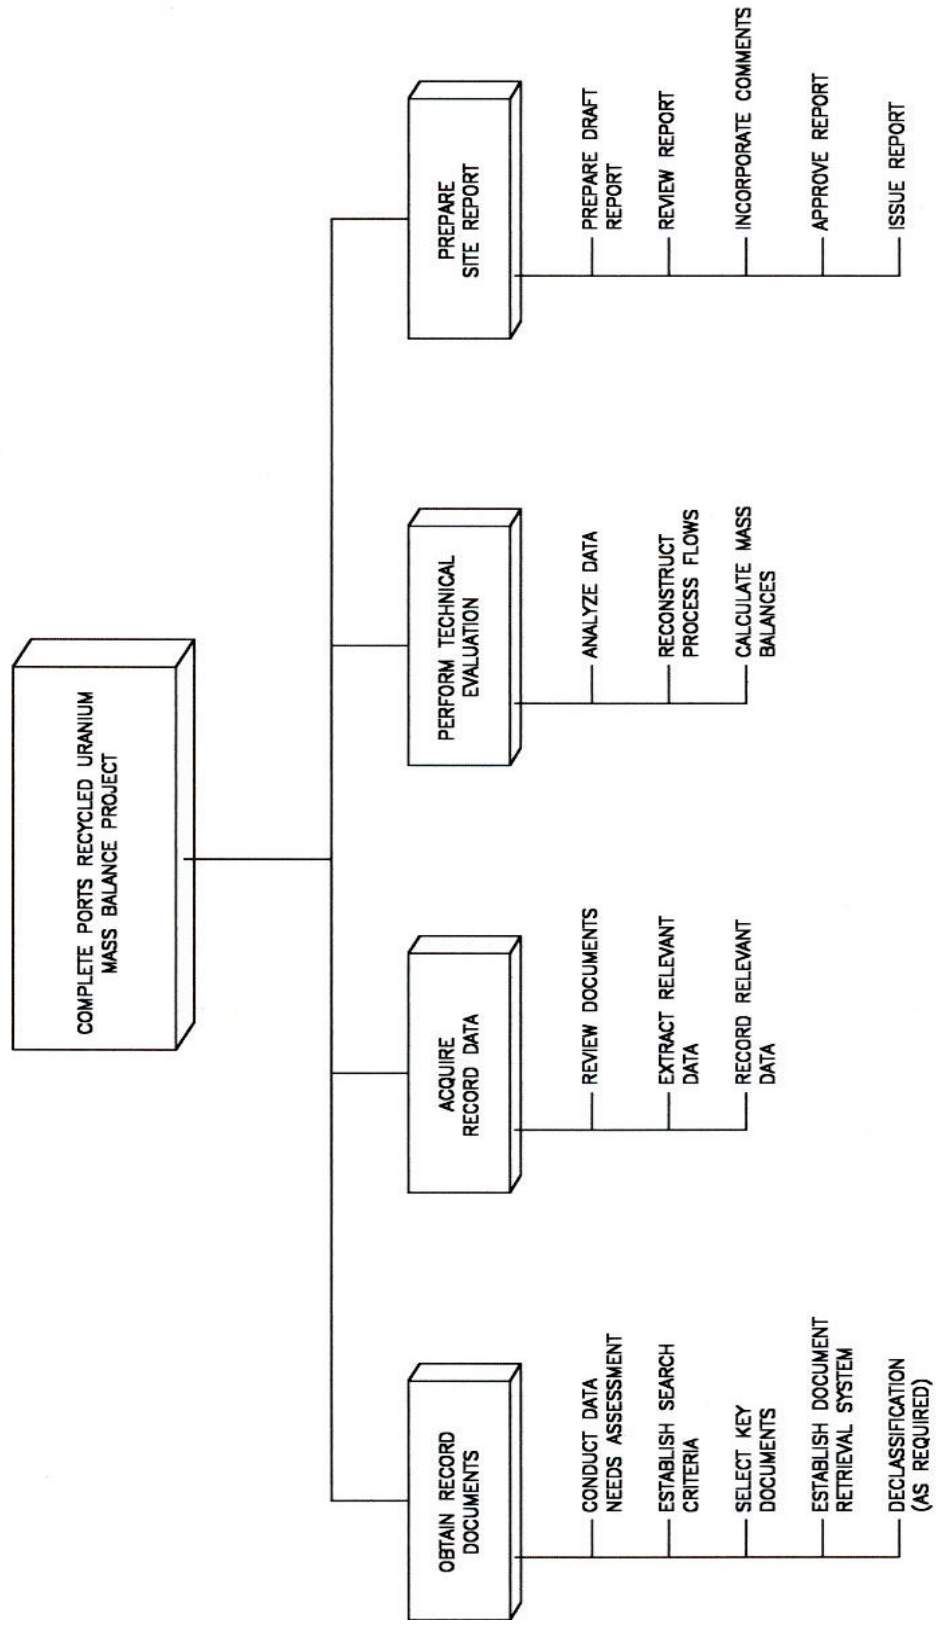 COMPLETE PORTS RECYCLED URANIUM
MASS BALANCE PROJECT
OBTAIN RECORD
DOCUMENTS
CONDUCT DATA
NEEDS ASSESSMENT
ESTABLISH SEARCH
CRITERIA
SELECT KEY
DOCUMENTS
ESTABLISH DOCUMENT
RETRIEVAL SYSTEM
DECLASSIFICATION
(AS REQUIRED)
ACQUIRE
RECORD DATA
REVIEW DOCUMENTS
EXTRACT RELEVANT
DATA
RECORD RELEVANT
DATA
PERFORM TECHNICAL
EVALUATION
ANALYZE DATA
RECONSTRUCT
PROCESS FLOWS
CALCULATE MASS
BALANCES
PREPARE
SITE REPORT
PREPARE DRAFT
REPORT
REVIEW REPORT
INCORPORATE COMMENTS
APPROVE REPORT
ISSUE REPORT